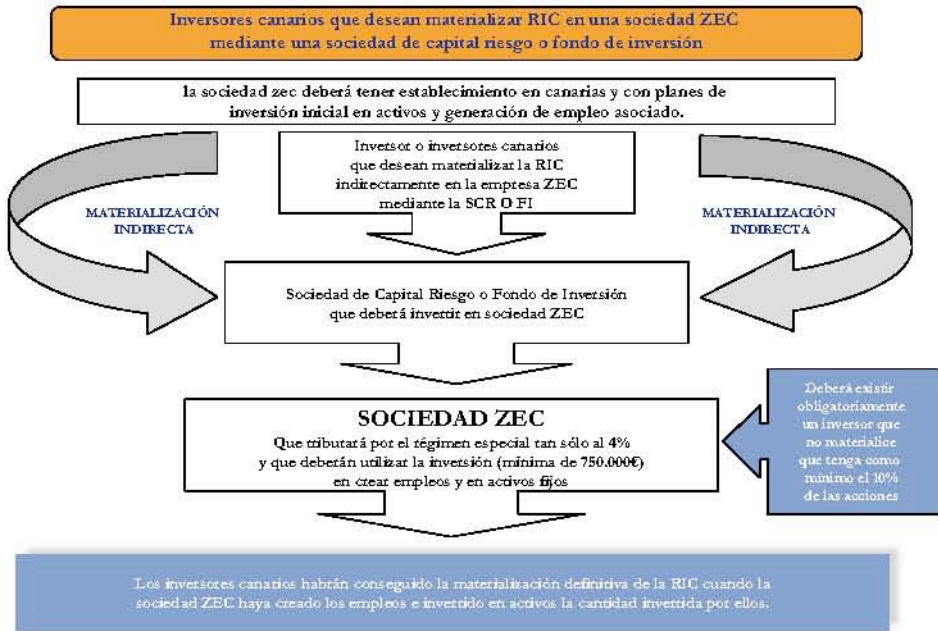 Inversores canarios que desean materializar RIC en una sociedad ZEC
mediante una sociedad de capital riesgo o fondo de inversión
la sociedad zec deberá tener establecimiento en canarias y con planes de
inversión inicial en activos y generación de empleo asociado.
Inversor o inversores canarios
que desean materializar la RIC
indirectamente en la empresa ZEC
mediante la SCR O FI
MATERIALIZACIÓN
INDIRECTA
MATERIALIZACIÓN
INDIRECTA
Sociedad de Capital Riesgo o Fondo de Inversión
que deberá invertir en sociedad ZEC
SOCIEDAD ZEC
Que tributará por el régimen especial tan sólo al 4%
y que deberán utilizar la inversión (mínima de 750.000€)
en crear empleos y en activos fijos
Deberá existir
obligatoriamente
un inversor que
no materialice
que tenga como
mínimo el 10%
de las acciones
Los inversores canarios habrán conseguido la materialización definitiva de la RIC cuando la
sociedad ZEC haya creado los empleos e invertido en activos la cantidad invertida por ellos.